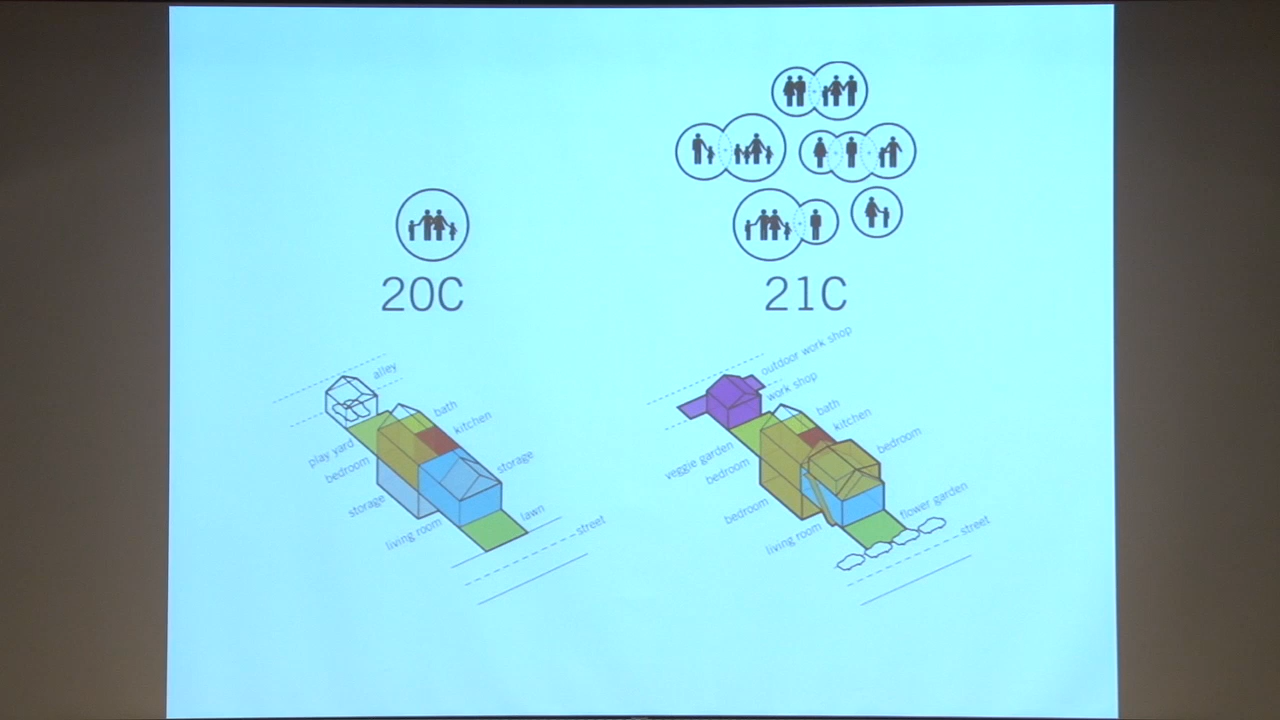 20C
21C
alley
bath
kitchen
play yard
bedroom
storage
storage
living room
lawn
street
outdoor work shop
work shop
bath
kitchen
bedroom
veggie garden
bedroom
bedroom
living room
flower garden
street